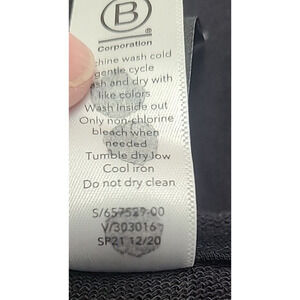 B
Corporation
chine wash cold
gentle cycle
ash and dry with
like colors
Wash Inside out
Only non-chlorine
bleach when
needed
Tumble dry low
Cool iron
Do not dry clean
S/657529-00
V/303016
SP21 12/20